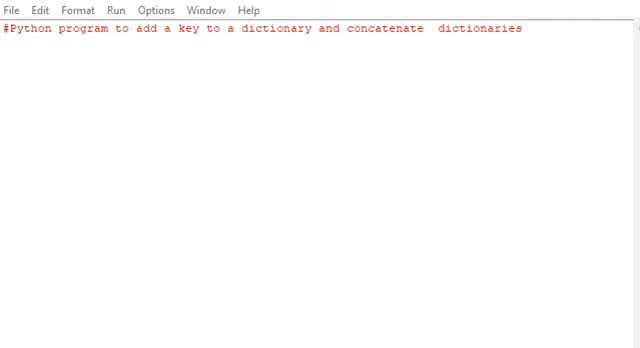 File Edit Format Run Options Window Help
#Python program to add a key to a dictionary and concatenate  dictionaries